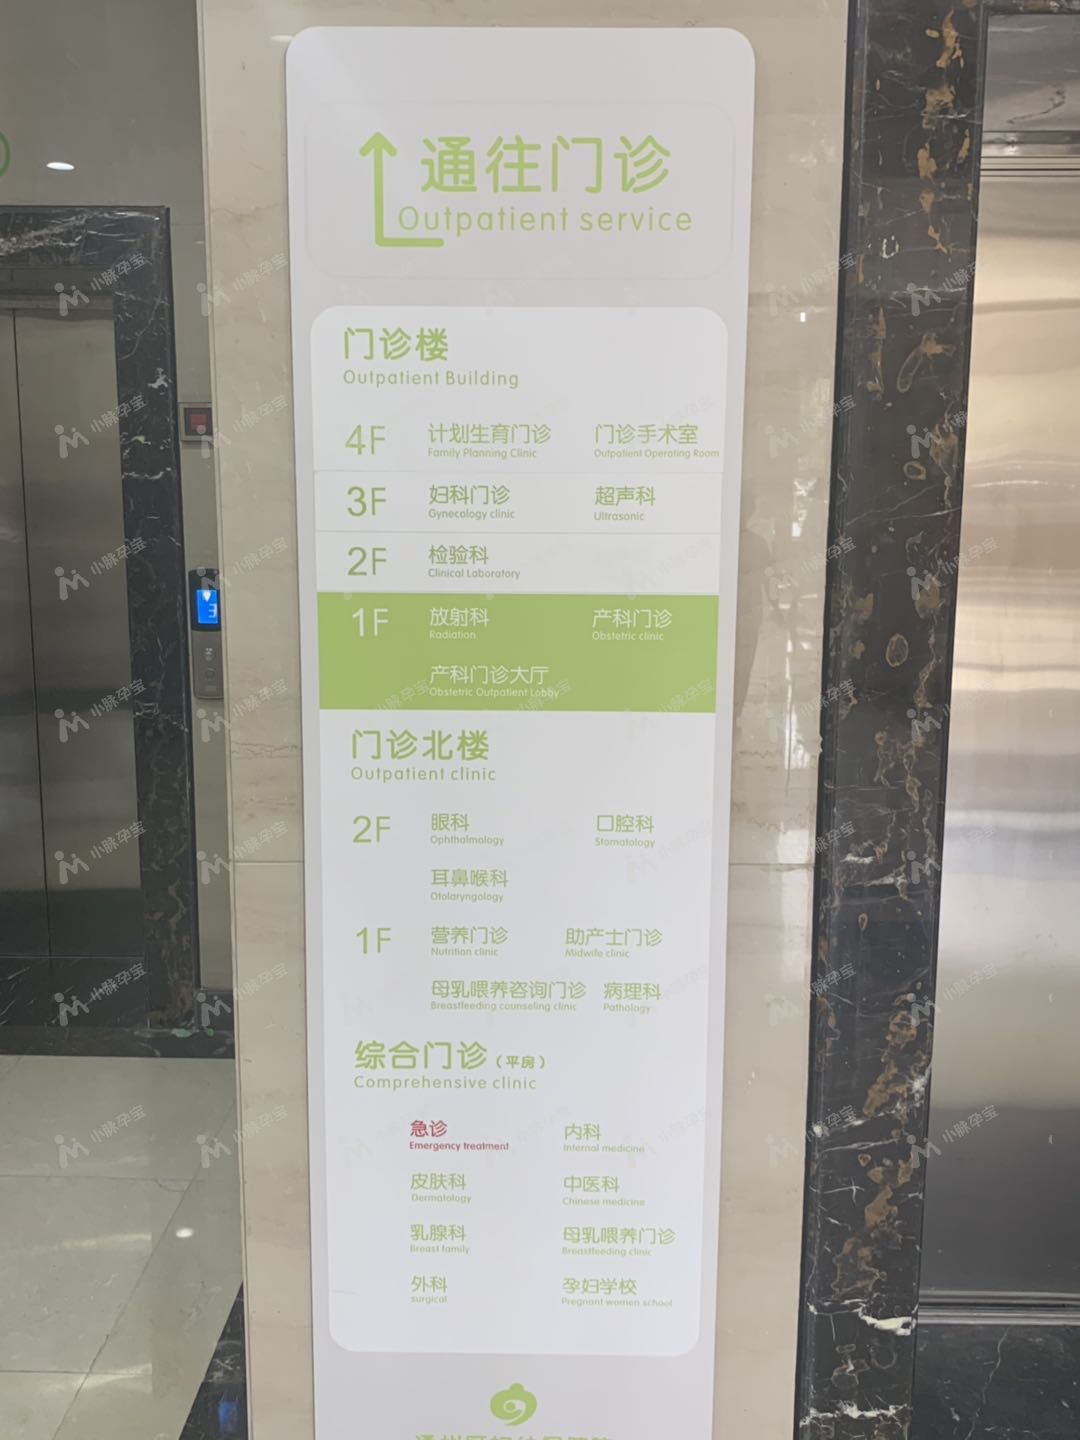 通往门诊
Outpatient service
门诊楼
Outpatient Building
4F 计划生育门诊 门诊手术室
Family Planning Clinic Outpatient Operating Room
3F 妇科门诊 超声科
Gynecology clinic Ultrasonic
2F 检验科
Clinical Laboratory
1F 放射科 产科门诊
Radiation Obstetric clinic
产科门诊大厅
Obstetric Outpatient Lobby
门诊北楼
Outpatient clinic
2F 眼科 口腔科
Ophthalmology Stomatology
耳鼻喉科
Otolaryngology
1F 营养门诊 助产士门诊
Nutrition clinic Midwife clinic
母乳喂养咨询门诊 病理科
Breastfeeding counseling clinic Pathology
综合门诊（平房）
Comprehensive clinic
急诊 内科
Emergency treatment Internal medicine
皮肤科 中医科
Dermatology Chinese medicine
乳腺科 母乳喂养门诊
Breast family Breastfeeding clinic
外科 孕妇学校
surgical Pregnant women school
小脉孕宝
3